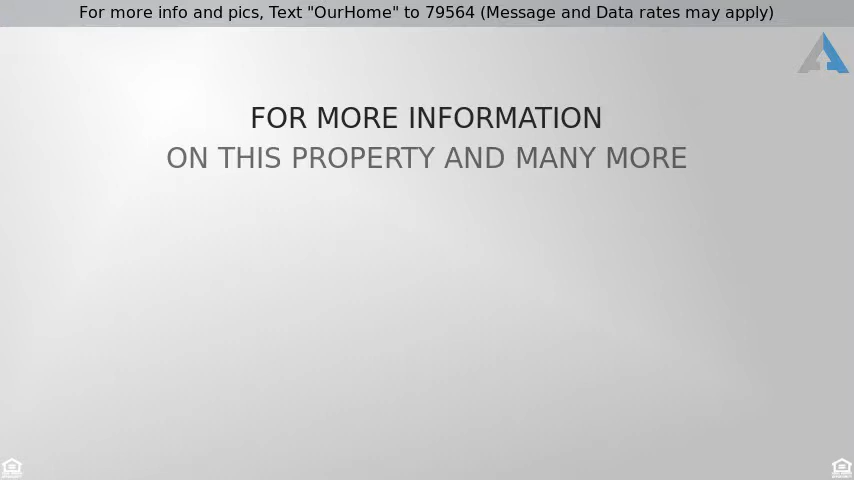 For more info and pics, Text "OurHome" to 79564 (Message and Data rates may apply)
FOR MORE INFORMATION
ON THIS PROPERTY AND MANY MORE